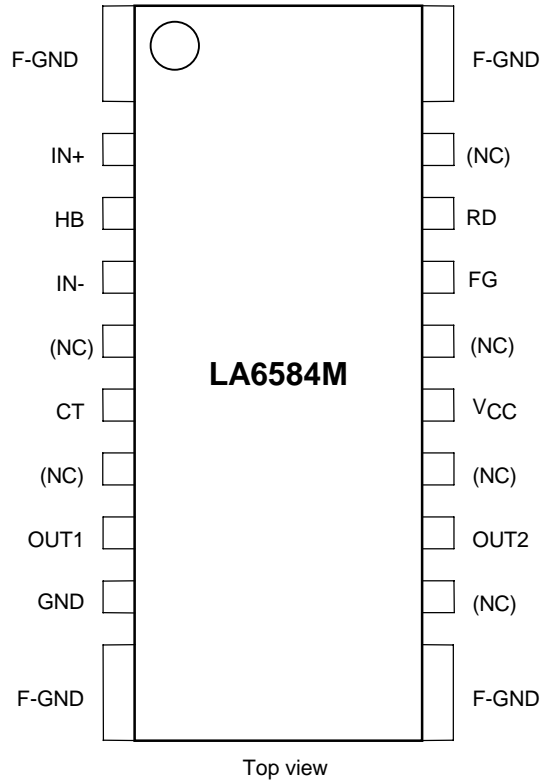 F-GND F-GND
IN+ (NC)
HB RD
IN- FG
(NC) (NC)
LA6584M
CT VCC
(NC) (NC)
OUT1 OUT2
GND (NC)
F-GND F-GND
Top view